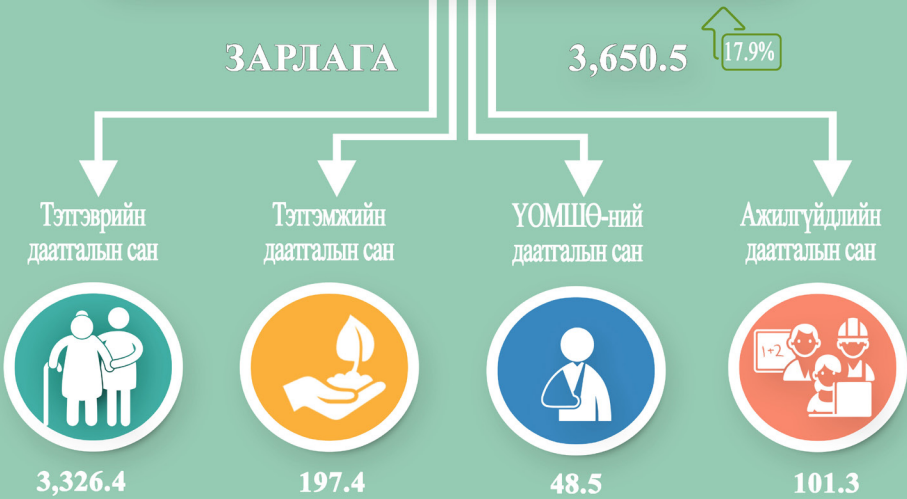 ЗАРЛАГА
3,650.5
17.9%
Тэтгэврийн
даатгалын сан
Тэтгэмжийн
даатгалын сан
ҮОМШӨ-ний
даатгалын сан
Ажилгүйдлийн
даатгалын сан
1+2
3,326.4
197.4
48.5
101.3